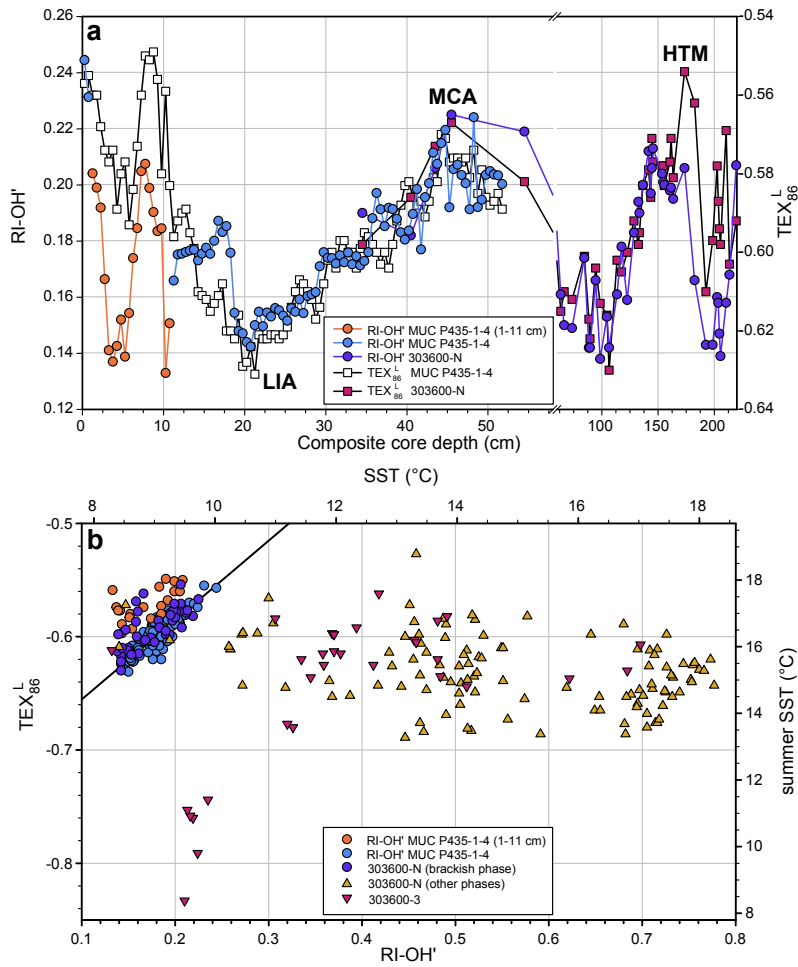 a
HTM
MCA
LIA
0.26
0.24
0.22
0.20
0.18
0.16
0.14
0.12
RI-OH'
-0.54
-0.56
-0.58
-0.60
-0.62
-0.64
TEX86L
RI-OH' MUC P435-1-4 (1-11 cm)
RI-OH' MUC P435-1-4
RI-OH' 303600-N
TEX86L MUC P435-1-4
TEX86L 303600-N
0 10 20 30 40 50 100 150 200
Composite core depth (cm)
SST (°C)
8 10 12 14 16 18
b
-0.5
-0.6
-0.7
-0.8
TEX86L
18
16
14
12
10
8
summer SST (°C)
RI-OH' MUC P435-1-4 (1-11 cm)
RI-OH' MUC P435-1-4
303600-N (brackish phase)
303600-N (other phases)
303600-3
0.1 0.2 0.3 0.4 0.5 0.6 0.7 0.8
RI-OH'